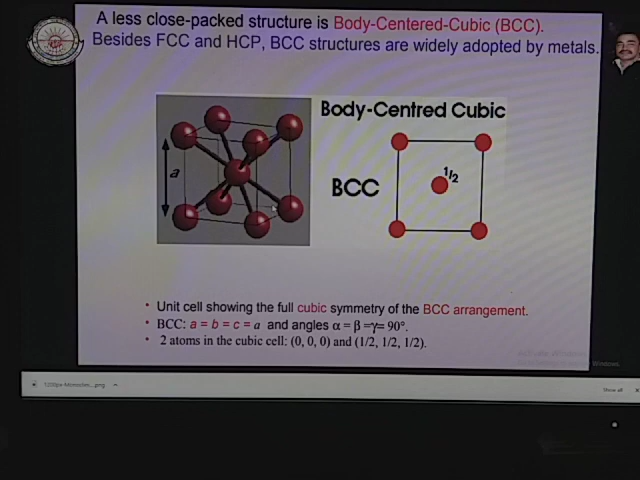 A less close-packed structure is Body-Centered-Cubic (BCC).
Besides FCC and HCP, BCC structures are widely adopted by metals.
Body-Centred Cubic
a
BCC
1/2
• Unit cell showing the full cubic symmetry of the BCC arrangement.
• BCC: a = b = c = a and angles α = β =γ= 90°.
• 2 atoms in the cubic cell: (0, 0, 0) and (1/2, 1/2, 1/2).
Activate Windows
Show all